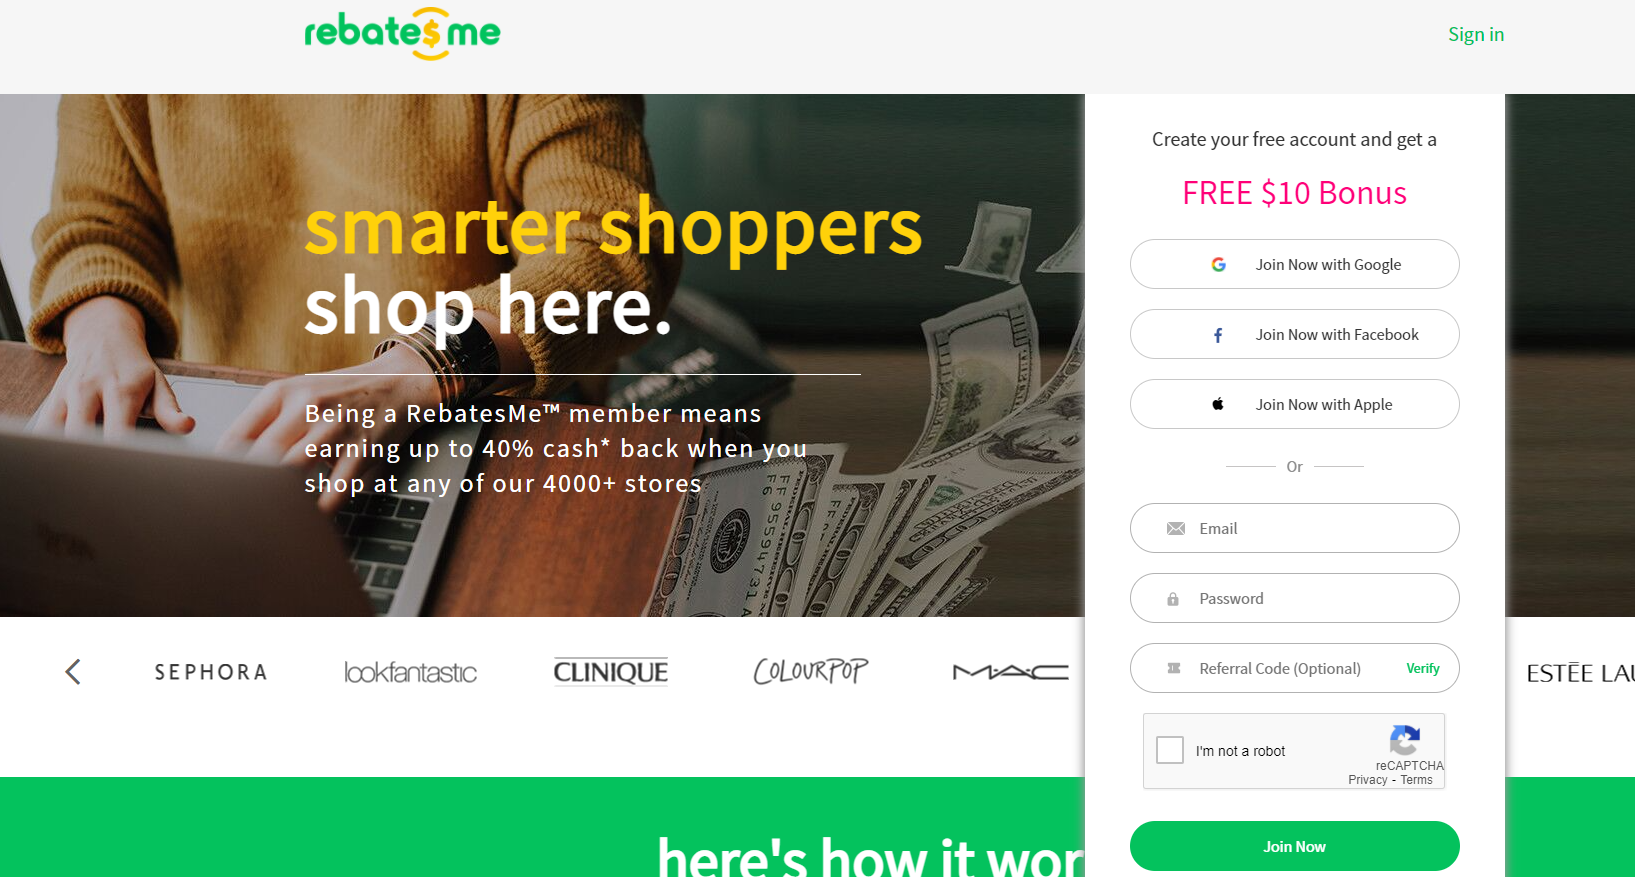 rebate$me
Sign in
smarter shoppers
shop here.
Being a RebatesMe™ member means
earning up to 40% cash* back when you
shop at any of our 4000+ stores
Create your free account and get a
FREE $10 Bonus
Join Now with Google
Join Now with Facebook
Join Now with Apple
Or
Email
Password
Referral Code (Optional) Verify
I'm not a robot
reCAPTCHA
Privacy - Terms
Join Now
SEPHORA
lookfantastic
CLINIQUE
COLOURPOP
MAC
ESTĒE LAU
here's how it wor